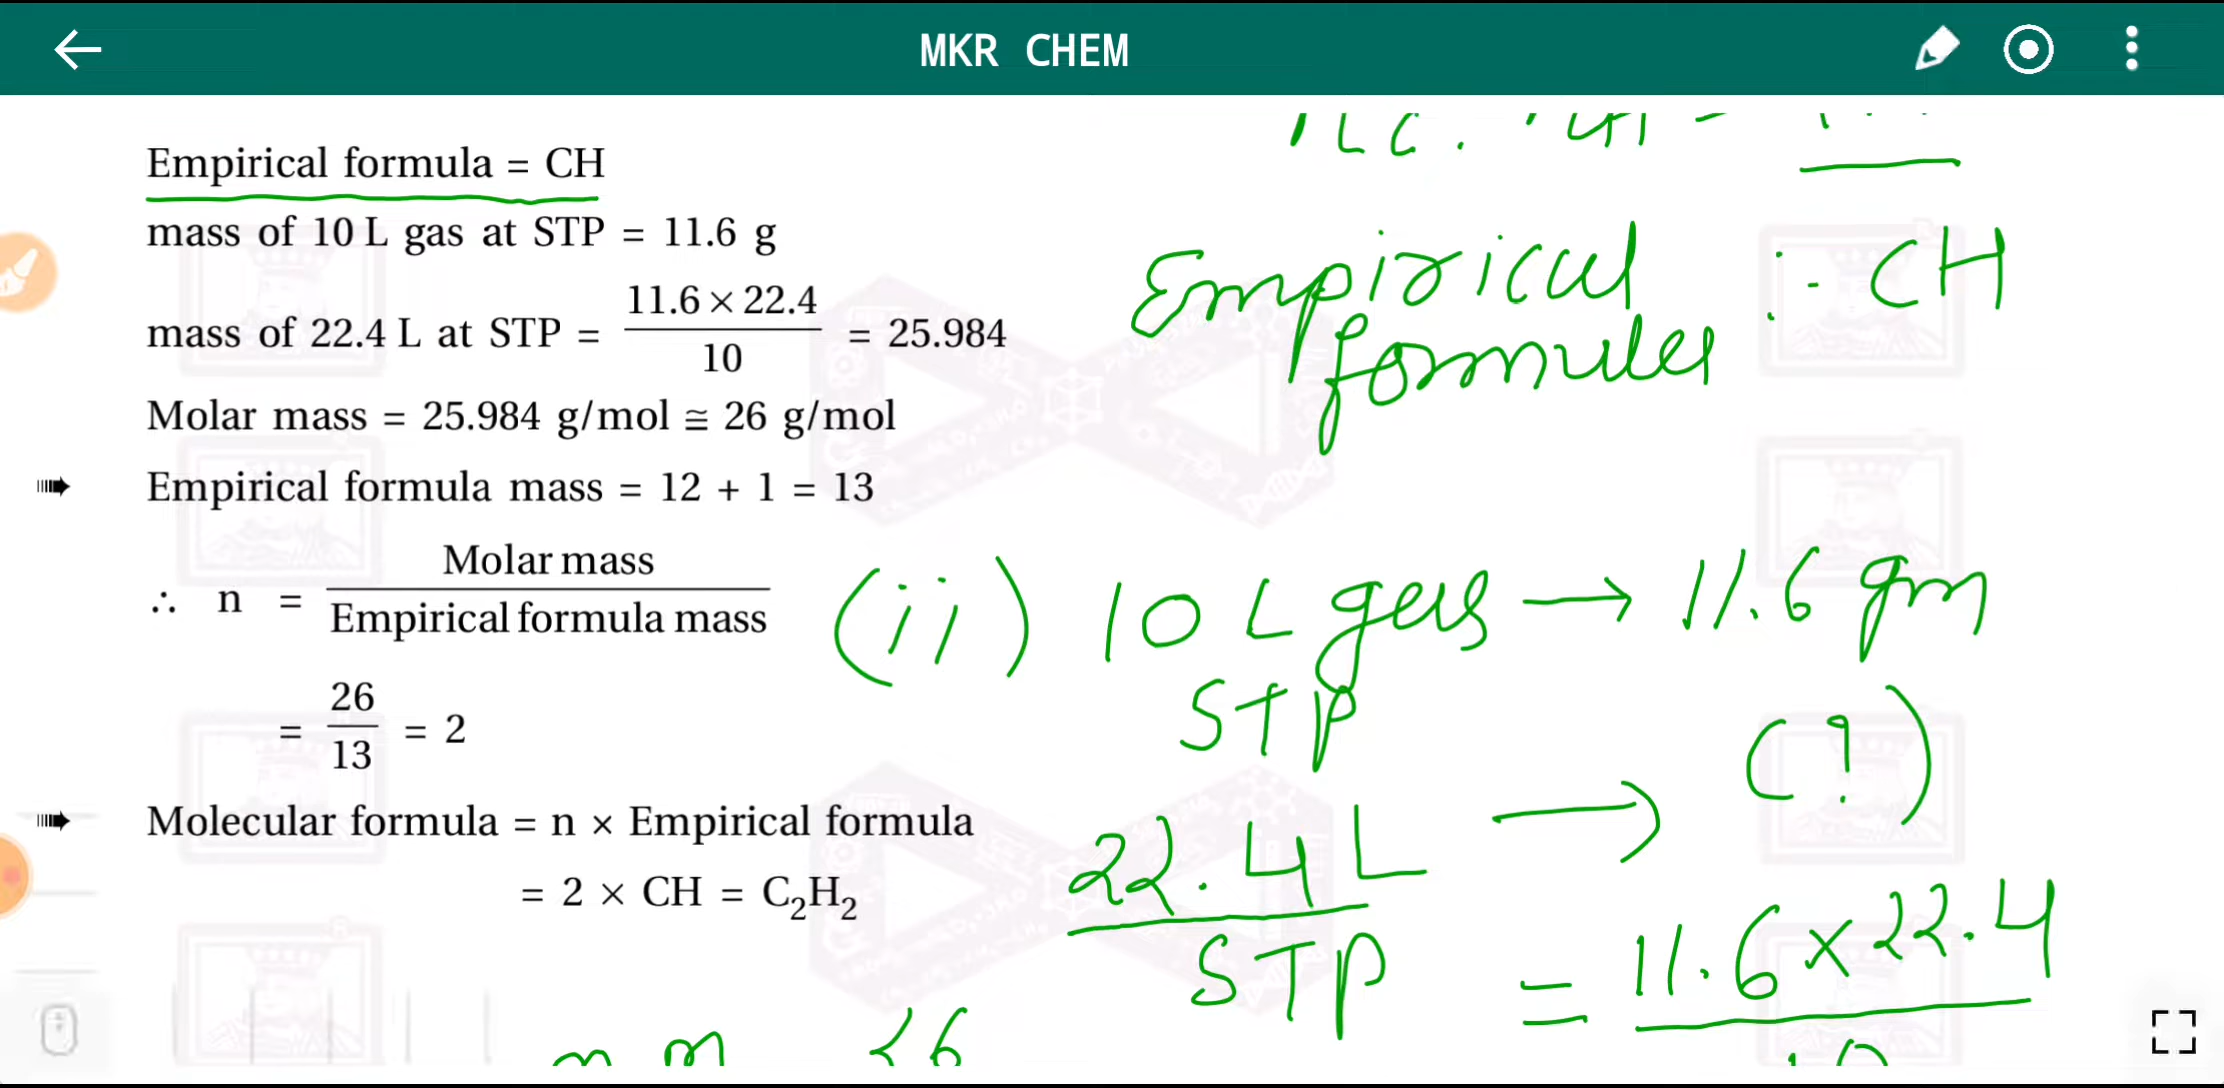 MKR CHEM
Empirical formula = CH
mass of 10 L gas at STP = 11.6 g
mass of 22.4 L at STP = 11.6 × 22.4 / 10 = 25.984
Molar mass = 25.984 g/mol ≅ 26 g/mol
Empirical formula mass = 12 + 1 = 13
∴ n = Molar mass / Empirical formula mass
= 26 / 13 = 2
Molecular formula = n × Empirical formula
= 2 × CH = C₂H₂
Empirical formula :- CH
(ii) 10 L gas → 11.6 gm
STP
22.4 L → (?)
STP
= 11.6 × 22.4
26